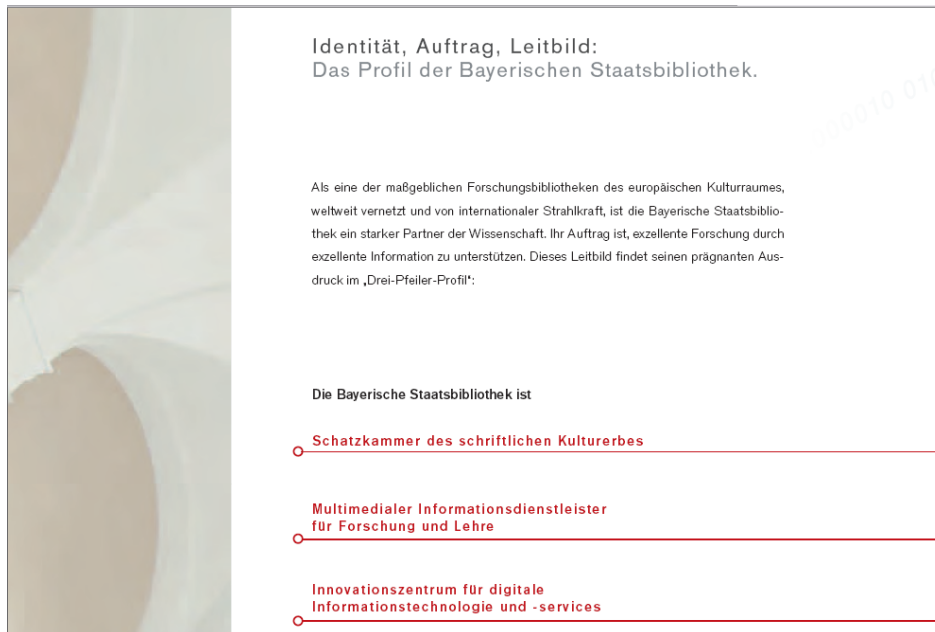 Identität, Auftrag, Leitbild:
Das Profil der Bayerischen Staatsbibliothek.
000010 010
Als eine der maßgeblichen Forschungsbibliotheken des europäischen Kulturraumes,
weltweit vernetzt und von internationaler Strahlkraft, ist die Bayerische Staatsbiblio-
thek ein starker Partner der Wissenschaft. Ihr Auftrag ist, exzellente Forschung durch
exzellente Information zu unterstützen. Dieses Leitbild findet seinen prägnanten Aus-
druck im „Drei-Pfeiler-Profil“:
Die Bayerische Staatsbibliothek ist
Schatzkammer des schriftlichen Kulturerbes
Multimedialer Informationsdienstleister
für Forschung und Lehre
Innovationszentrum für digitale
Informationstechnologie und -services